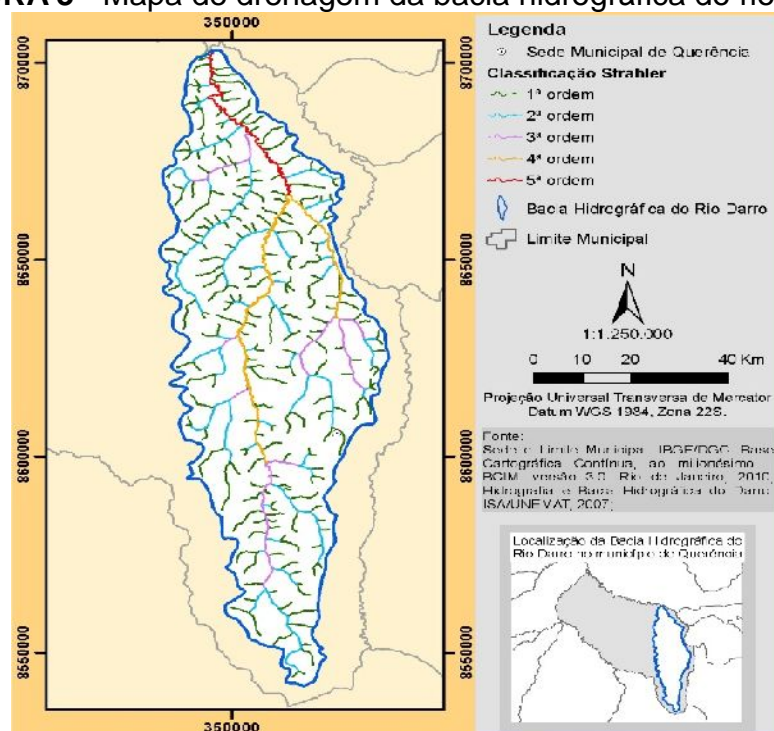 RA 3 - Mapa de drenagem da bacia hidrográfica do rio
350000
8700000
8650000
8600000
8550000
350000
Legenda
Sede Municipal de Querência
Classificação Strahler
1ª ordem
2ª ordem
3ª ordem
4ª ordem
5ª ordem
Bacia Hidrográfica do Rio Darro
Limite Municipal
N
1:1.250.000
0 10 20 40 Km
Projeção Universal Transversa de Mercator
Datum WGS 1984, Zona 22S.
Fonte:
Sede e Limite Municipal IBGE/DGC. Base
Cartográfica Contínua, ao milionésimo
BCIM versão 3.0 Rio de Janeiro, 2010,
Hidrografia e Bacia Hidrográfica do Darro
ISA/UNEMAT, 2007;
Localização da Bacia Hidrográfica do
Rio Darro no município de Querência